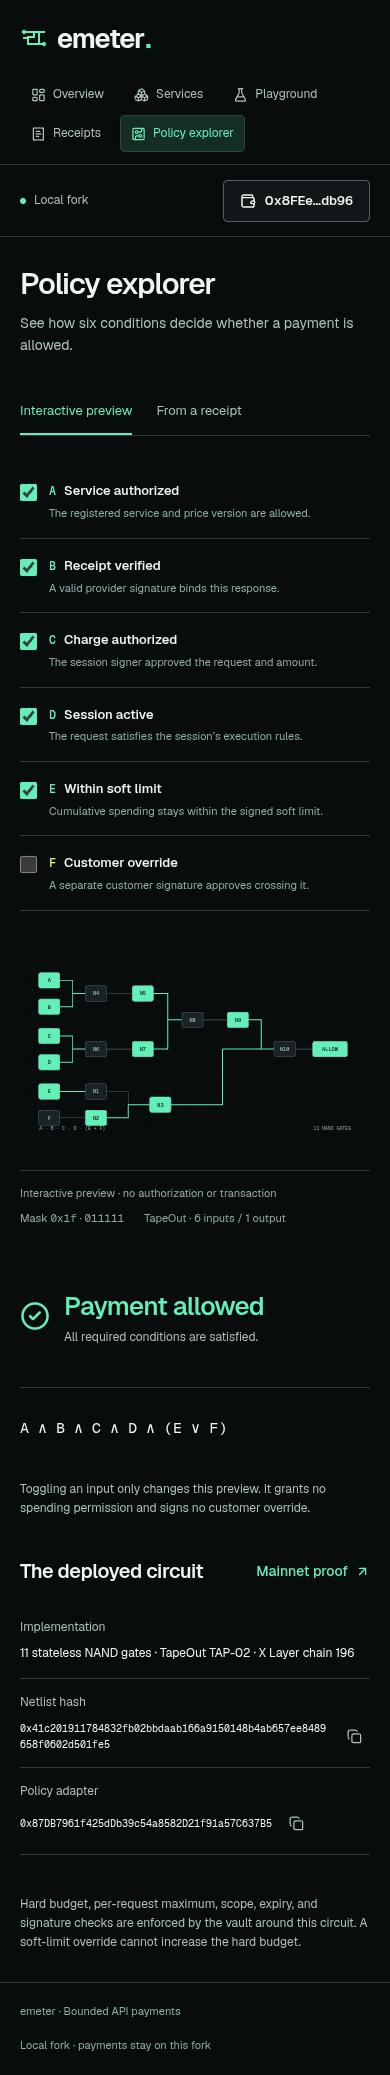 emeter.
Overview
Services
Playground
Receipts
Policy explorer
Local fork
0x8FEe...db96
Policy explorer
See how six conditions decide whether a payment is
allowed.
Interactive preview
From a receipt
A Service authorized
The registered service and price version are allowed.
B Receipt verified
A valid provider signature binds this response.
C Charge authorized
The session signer approved the request and amount.
D Session active
The request satisfies the session's execution rules.
E Within soft limit
Cumulative spending stays within the signed soft limit.
F Customer override
A separate customer signature approves crossing it.
A
B
N4
N5
C
D
N6
N7
N8
N9
N10
ALLOW
E
N1
F
N2
N3
A · B · C · D · (E + F)
11 NAND GATES
Interactive preview · no authorization or transaction
Mask 0x1f · 011111 TapeOut · 6 inputs / 1 output
Payment allowed
All required conditions are satisfied.
A ∧ B ∧ C ∧ D ∧ (E ∨ F)
Toggling an input only changes this preview. It grants no
spending permission and signs no customer override.
The deployed circuit
Mainnet proof
Implementation
11 stateless NAND gates · TapeOut TAP-02 · X Layer chain 196
Netlist hash
0x41c201911784832fb02bbdaab166a9150148b4ab657ee8489
658f0602d501fe5
Policy adapter
0x87DB7961f425dDb39c54a8582D21f91a57C637B5
Hard budget, per-request maximum, scope, expiry, and
signature checks are enforced by the vault around this circuit. A
soft-limit override cannot increase the hard budget.
emeter · Bounded API payments
Local fork · payments stay on this fork